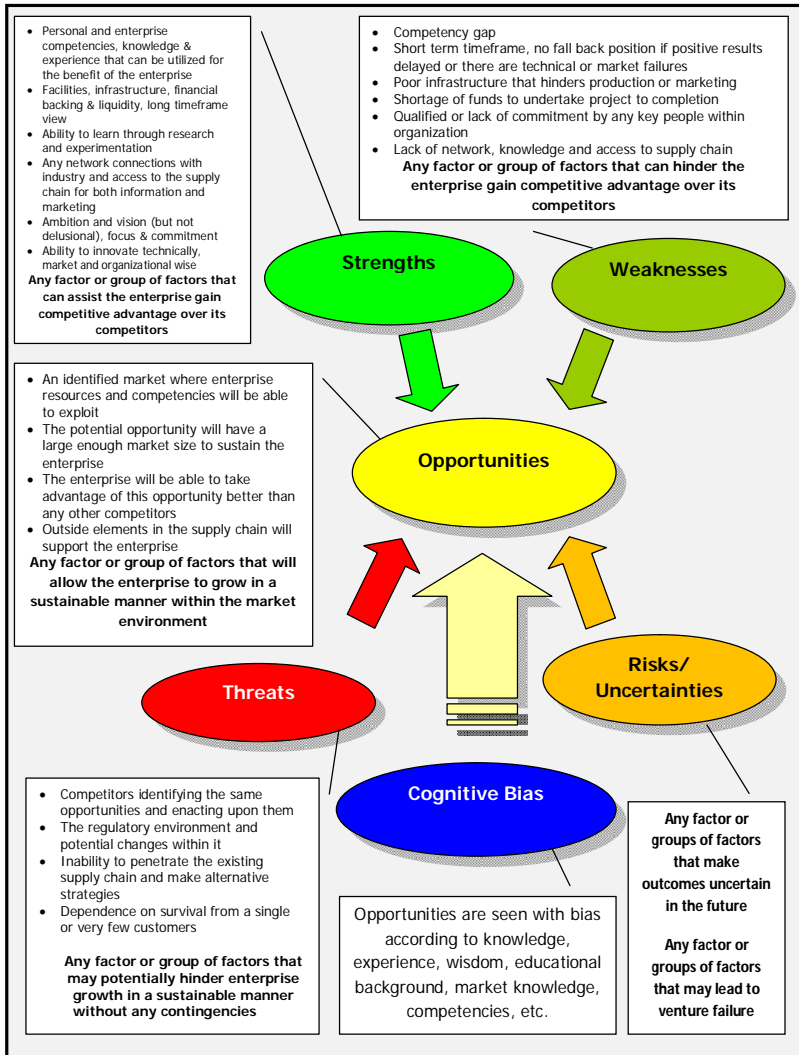 • Personal and enterprise
competencies, knowledge &
experience that can be utilized for
the benefit of the enterprise
• Facilities, infrastructure, financial
backing & liquidity, long timeframe
view
• Ability to learn through research
and experimentation
• Any network connections with
industry and access to the supply
chain for both information and
marketing
• Ambition and vision (but not
delusional), focus & commitment
• Ability to innovate technically,
market and organizational wise
Any factor or group of factors that
can assist the enterprise gain
competitive advantage over its
competitors
• Competency gap
• Short term timeframe, no fall back position if positive results
delayed or there are technical or market failures
• Poor infrastructure that hinders production or marketing
• Shortage of funds to undertake project to completion
• Qualified or lack of commitment by any key people within
organization
• Lack of network, knowledge and access to supply chain
Any factor or group of factors that can hinder the
enterprise gain competitive advantage over its
competitors
Strengths
Weaknesses
• An identified market where enterprise
resources and competencies will be able
to exploit
• The potential opportunity will have a
large enough market size to sustain the
enterprise
• The enterprise will be able to take
advantage of this opportunity better than
any other competitors
• Outside elements in the supply chain will
support the enterprise
Any factor or group of factors that will
allow the enterprise to grow in a
sustainable manner within the market
environment
Opportunities
Threats
Risks/
Uncertainties
Cognitive Bias
• Competitors identifying the same
opportunities and enacting upon them
• The regulatory environment and
potential changes within it
• Inability to penetrate the existing
supply chain and make alternative
strategies
• Dependence on survival from a single
or very few customers
Any factor or group of factors that
may potentially hinder enterprise
growth in a sustainable manner
without any contingencies
Opportunities are seen with bias
according to knowledge,
experience, wisdom, educational
background, market knowledge,
competencies, etc.
Any factor or
groups of factors
that make
outcomes uncertain
in the future
Any factor or
groups of factors
that may lead to
venture failure